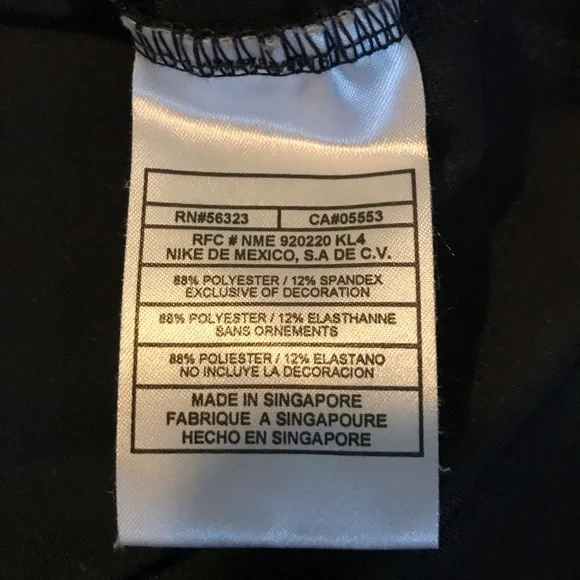 RN#56323 CA#05553
RFC # NME 920220 KL4
NIKE DE MEXICO, S.A DE C.V.
88% POLYESTER / 12% SPANDEX
EXCLUSIVE OF DECORATION
88% POLYESTER / 12% ELASTHANNE
SANS ORNEMENTS
88% POLIESTER / 12% ELASTANO
NO INCLUYE LA DECORACION
MADE IN SINGAPORE
FABRIQUE A SINGAPOURE
HECHO EN SINGAPORE